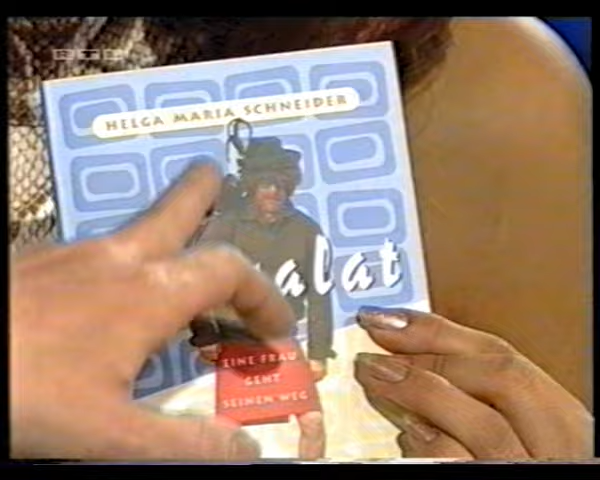 HELGA MARIA SCHNEIDER
alat
EINE FRAU
GEHT
SEINEN WEG